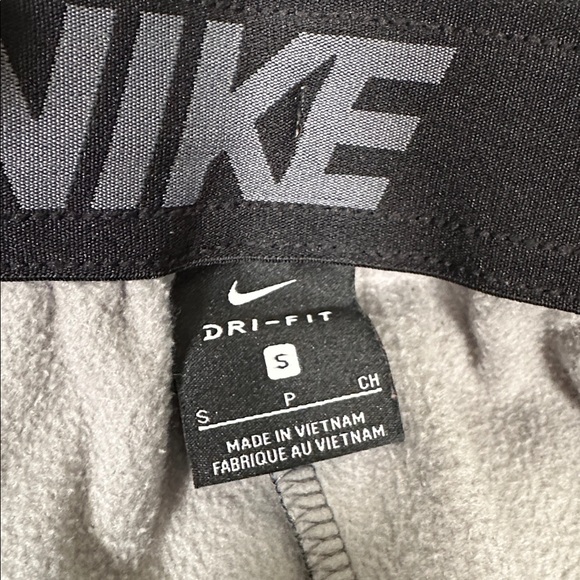 NIKE
DRI-FIT
S
S P CH
MADE IN VIETNAM
FABRIQUE AU VIETNAM